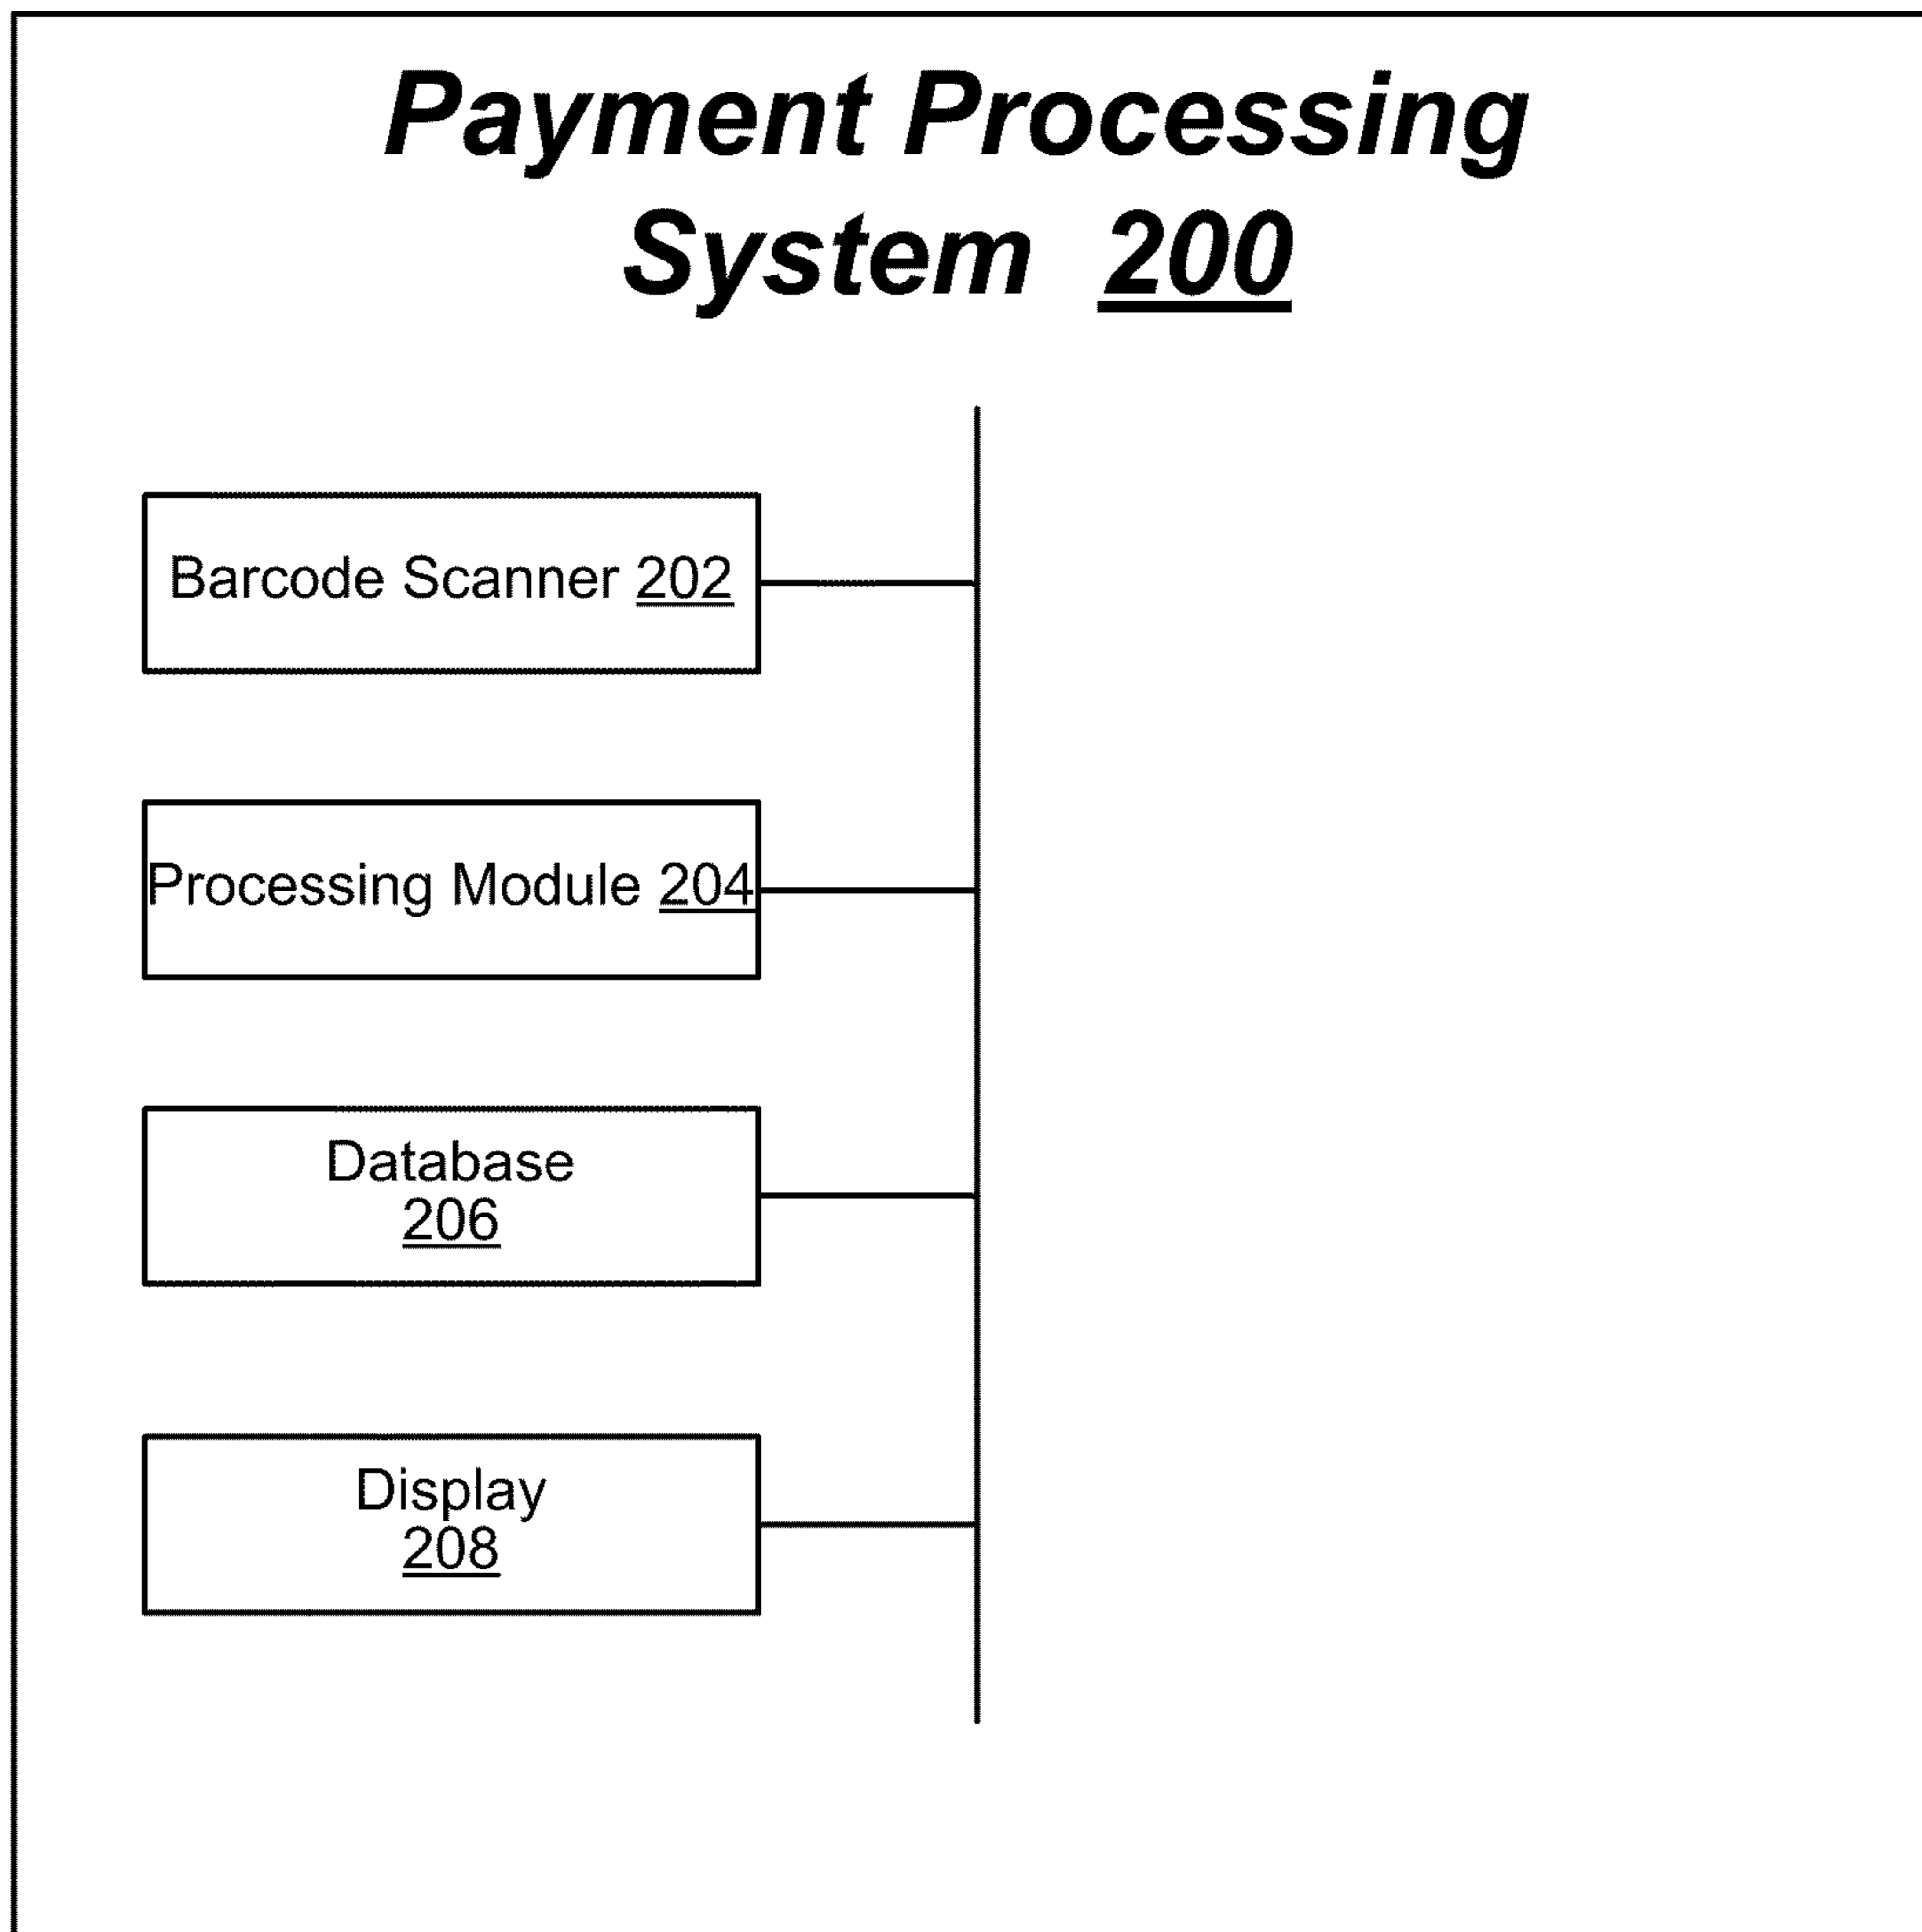 Payment Processing
System 200
Barcode Scanner 202
Processing Module 204
Database
206
Display
208